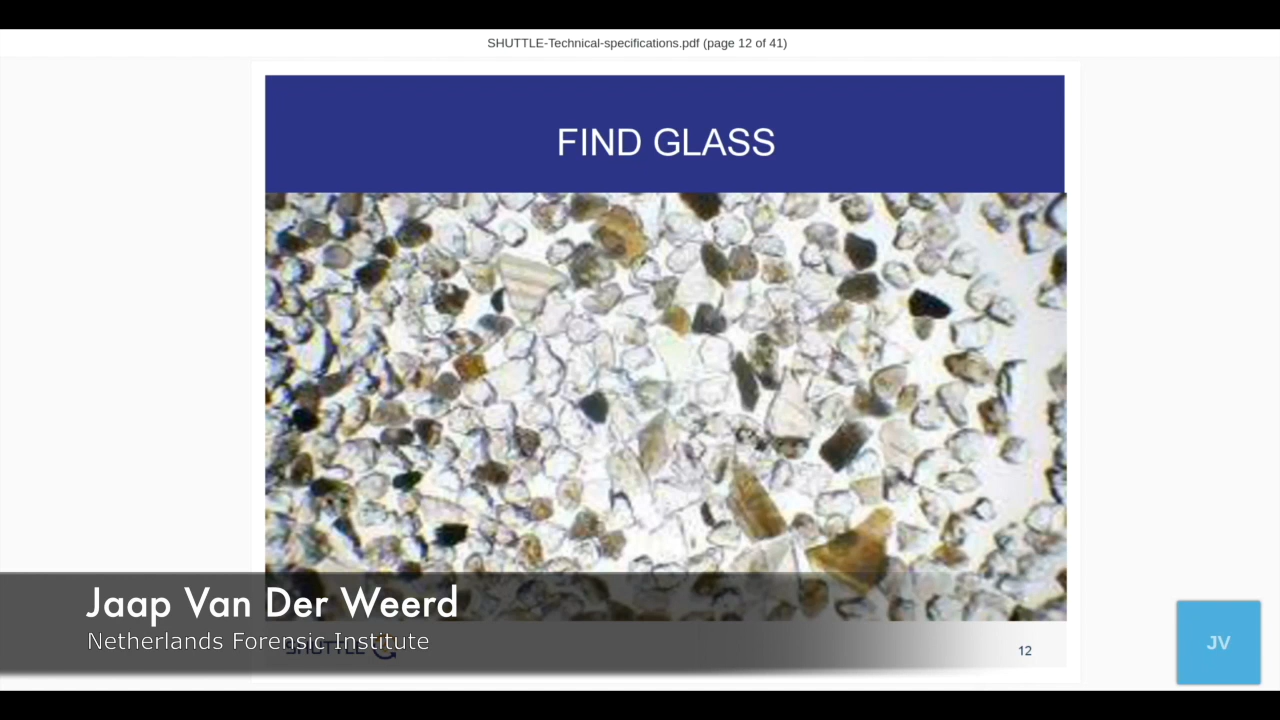 SHUTTLE-Technical-specifications.pdf (page 12 of 41)
FIND GLASS
Jaap Van Der Weerd
Netherlands Forensic Institute
SHUTTLE
12
JV